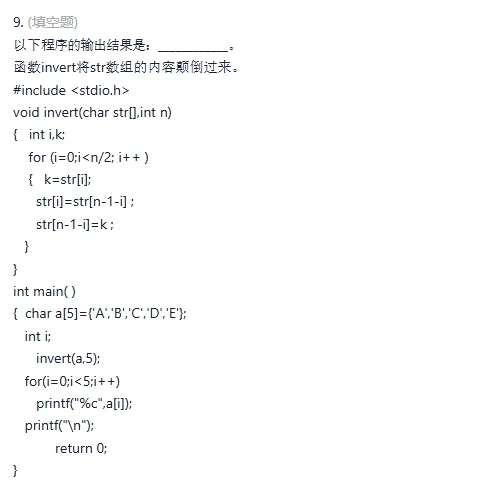 9. (填空题)
以下程序的输出结果是：____________。
函数invert将str数组的内容颠倒过来。
#include <stdio.h>
void invert(char str[],int n)
{   int i,k;
    for (i=0;i<n/2; i++ )
    {   k=str[i];
      str[i]=str[n-1-i] ;
      str[n-1-i]=k ;
   }
}
int main( )
{  char a[5]={'A','B','C','D','E'};
   int i;
      invert(a,5);
   for(i=0;i<5;i++)
      printf("%c",a[i]);
   printf("\n");
           return 0;
}